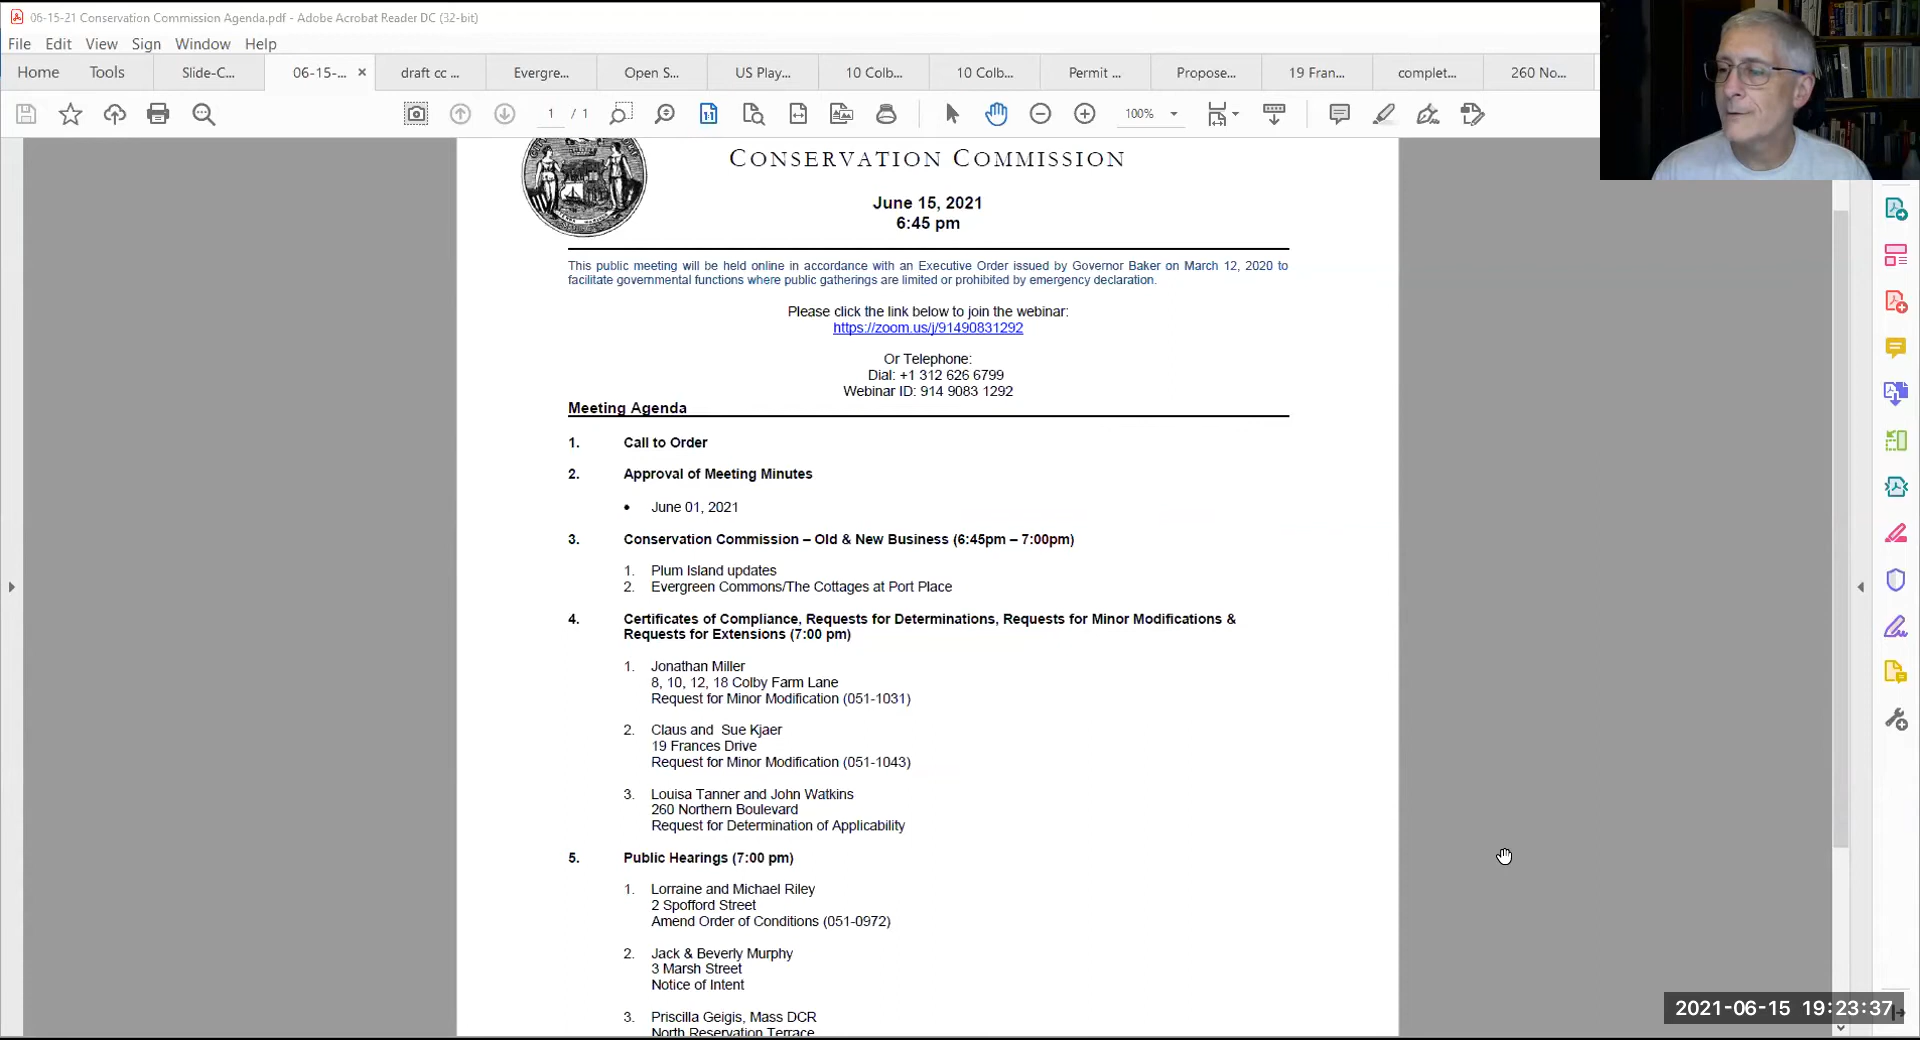 06-15-21 Conservation Commission Agenda.pdf - Adobe Acrobat Reader DC (32-bit)
File Edit View Sign Window Help
Home Tools Slide-C... 06-15-... × draft cc ... Evergre... Open S... US Play... 10 Colb... 10 Colb... Permit ... Propose... 19 Fran... complet... 260 No...
1 / 1 100%
CONSERVATION COMMISSION
June 15, 2021
6:45 pm
This public meeting will be held online in accordance with an Executive Order issued by Governor Baker on March 12, 2020 to
facilitate governmental functions where public gatherings are limited or prohibited by emergency declaration.
Please click the link below to join the webinar:
https://zoom.us/j/91490831292
Or Telephone:
Dial: +1 312 626 6799
Webinar ID: 914 9083 1292
Meeting Agenda
1. Call to Order
2. Approval of Meeting Minutes
• June 01, 2021
3. Conservation Commission – Old & New Business (6:45pm – 7:00pm)
1. Plum Island updates
2. Evergreen Commons/The Cottages at Port Place
4. Certificates of Compliance, Requests for Determinations, Requests for Minor Modifications &
Requests for Extensions (7:00 pm)
1. Jonathan Miller
8, 10, 12, 18 Colby Farm Lane
Request for Minor Modification (051-1031)
2. Claus and Sue Kjaer
19 Frances Drive
Request for Minor Modification (051-1043)
3. Louisa Tanner and John Watkins
260 Northern Boulevard
Request for Determination of Applicability
5. Public Hearings (7:00 pm)
1. Lorraine and Michael Riley
2 Spofford Street
Amend Order of Conditions (051-0972)
2. Jack & Beverly Murphy
3 Marsh Street
Notice of Intent
3. Priscilla Geigis, Mass DCR
North Reservation Terrace
2021-06-15 19:23:37